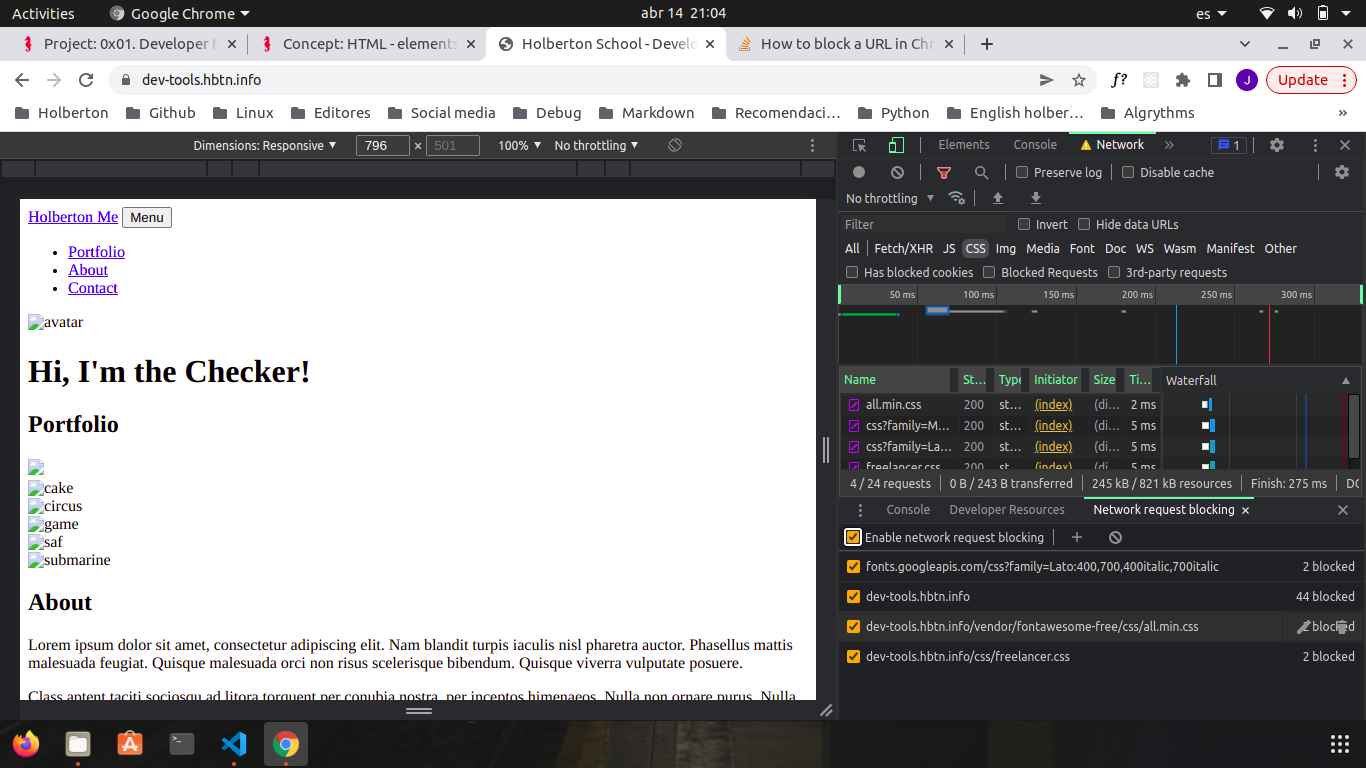 Activities Google Chrome abr 14 21:04 es
Project: 0x01. Developer t Concept: HTML - elements Holberton School - Develo How to block a URL in Chr
dev-tools.hbtn.info f? J Update
Holberton Github Linux Editores Social media Debug Markdown Recomendaci… Python English holber… Algrythms »
Dimensions: Responsive 796 × 501 100% No throttling
Holberton Me Menu
Portfolio
About
Contact
avatar
Hi, I'm the Checker!
Portfolio
cake
circus
game
saf
submarine
About
Lorem ipsum dolor sit amet, consectetur adipiscing elit. Nam blandit turpis iaculis nisl pharetra auctor. Phasellus mattis
malesuada feugiat. Quisque malesuada orci non risus scelerisque bibendum. Quisque viverra vulputate posuere.
Class aptent taciti sociosqu ad litora torquent per conubia nostra, per inceptos himenaeos. Nulla non ornare purus. Nulla
Elements Console Network » 1
Preserve log Disable cache
No throttling
Filter Invert Hide data URLs
All Fetch/XHR JS CSS Img Media Font Doc WS Wasm Manifest Other
Has blocked cookies Blocked Requests 3rd-party requests
50 ms 100 ms 150 ms 200 ms 250 ms 300 ms
Name St… Type Initiator Size Ti… Waterfall
all.min.css 200 st… (index) (di… 2 ms
css?family=M… 200 st… (index) (di… 5 ms
css?family=La… 200 st… (index) (di… 5 ms
freelancer.css 200 st… (index) (di… 5 ms
4 / 24 requests 0 B / 243 B transferred 245 kB / 821 kB resources Finish: 275 ms DO
Console Developer Resources Network request blocking ×
Enable network request blocking
fonts.googleapis.com/css?family=Lato:400,700,400italic,700italic 2 blocked
dev-tools.hbtn.info 44 blocked
dev-tools.hbtn.info/vendor/fontawesome-free/css/all.min.css 2 blocked
dev-tools.hbtn.info/css/freelancer.css 2 blocked